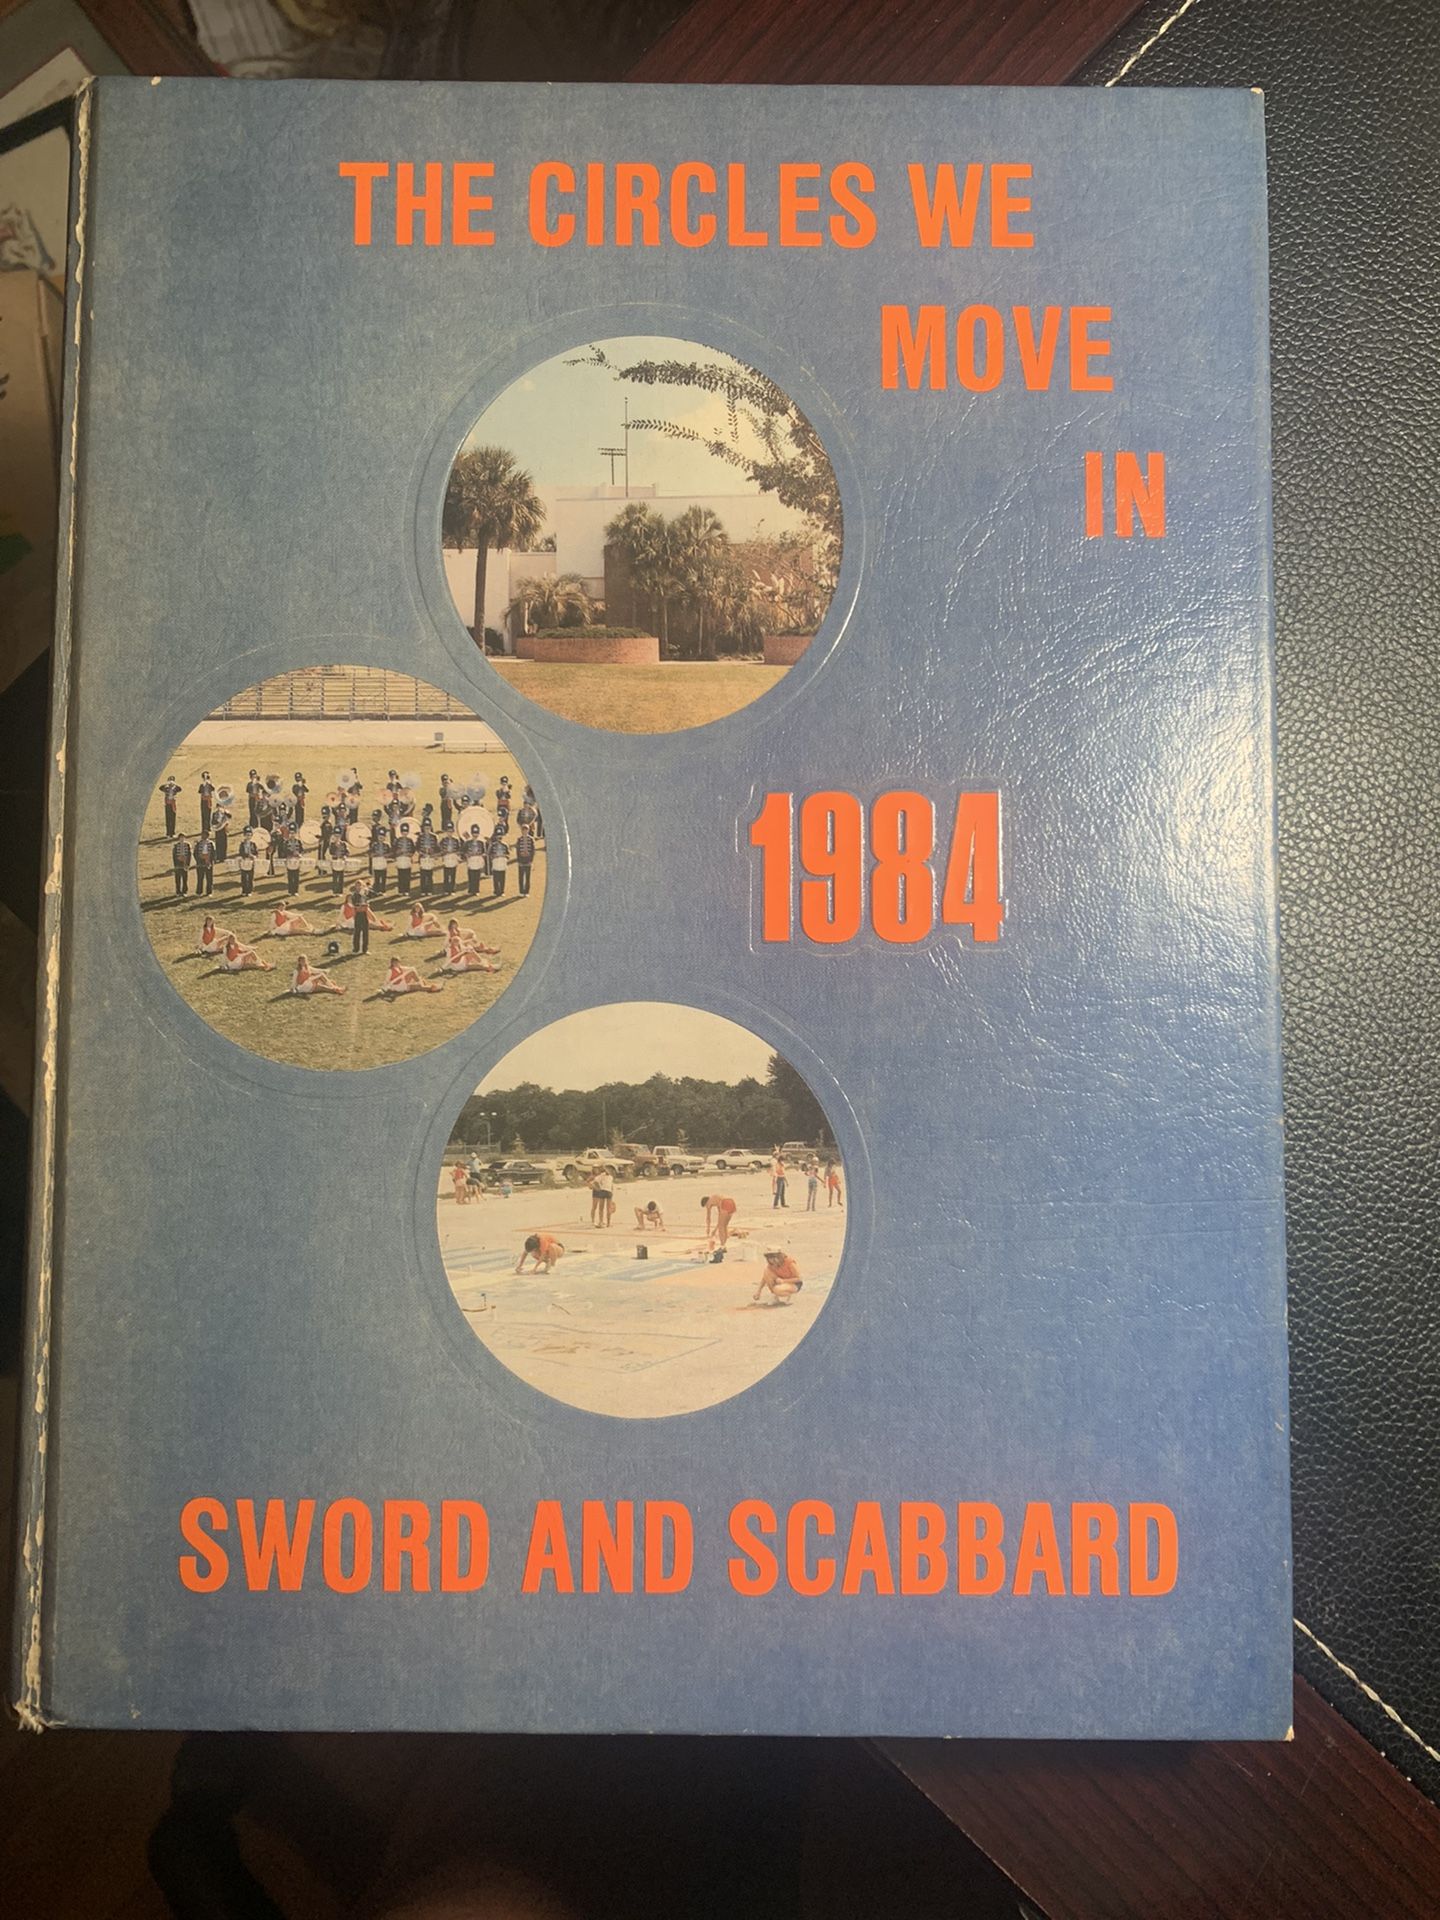 THE CIRCLES WE
MOVE
IN
1984
SWORD AND SCABBARD